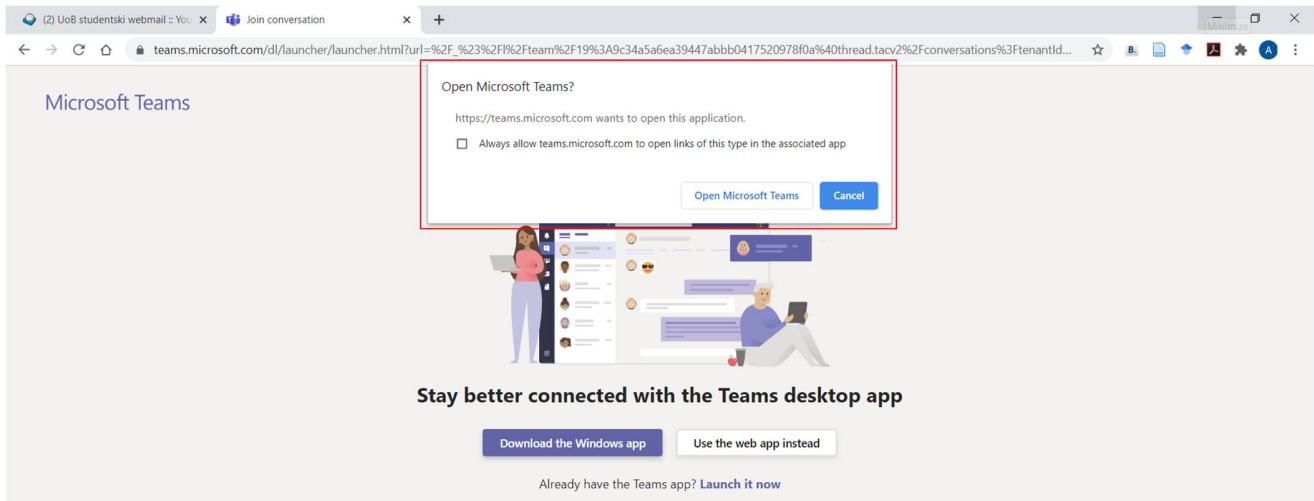 (2) UoB studentski webmail :: You
Join conversation
Minimize
teams.microsoft.com/dl/launcher/launcher.html?url=%2F_%23%2Fl%2Fteam%2F19%3A9c34a5a6ea39447abbb0417520978f0a%40thread.tacv2%2Fconversations%3FtenantId...
B.
A
Microsoft Teams
Open Microsoft Teams?
https://teams.microsoft.com wants to open this application.
Always allow teams.microsoft.com to open links of this type in the associated app
Open Microsoft Teams
Cancel
Stay better connected with the Teams desktop app
Download the Windows app
Use the web app instead
Already have the Teams app? Launch it now